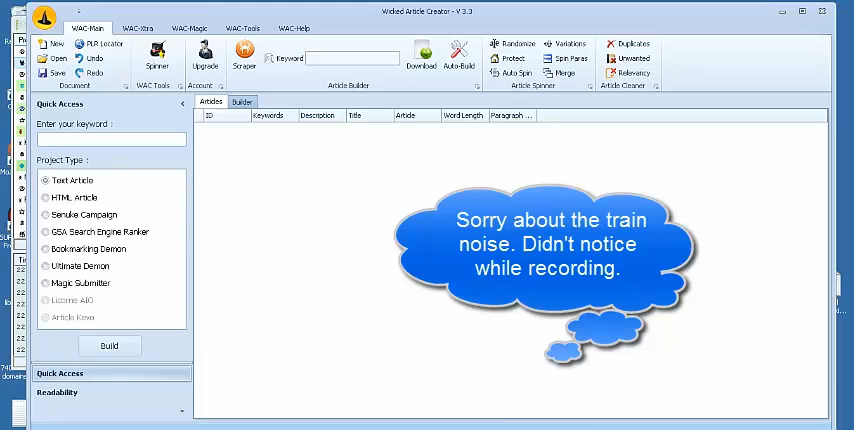 Wicked Article Creator - V 3.3
WAC-Main WAC-Xtra WAC-Magic WAC-Tools WAC-Help
New PLR Locator
Open Undo
Save Redo
Spinner Upgrade Scraper Keyword Download Auto-Build
Randomize Variations Duplicates
Protect Spin Paras Unwanted
Auto Spin Merge Relevancy
Document WAC Tools Account Article Builder Article Spinner Article Cleaner
Quick Access
Articles Builder
ID Keywords Description Title Article Word Length Paragraph ...
Enter your keyword :
Project Type :
Text Article
HTML Article
Senuke Campaign
GSA Search Engine Ranker
Bookmarking Demon
Ultimate Demon
Magic Submitter
Licorne AIO
Article Kevo
Build
Quick Access
Readability
Sorry about the train
noise. Didn't notice
while recording.